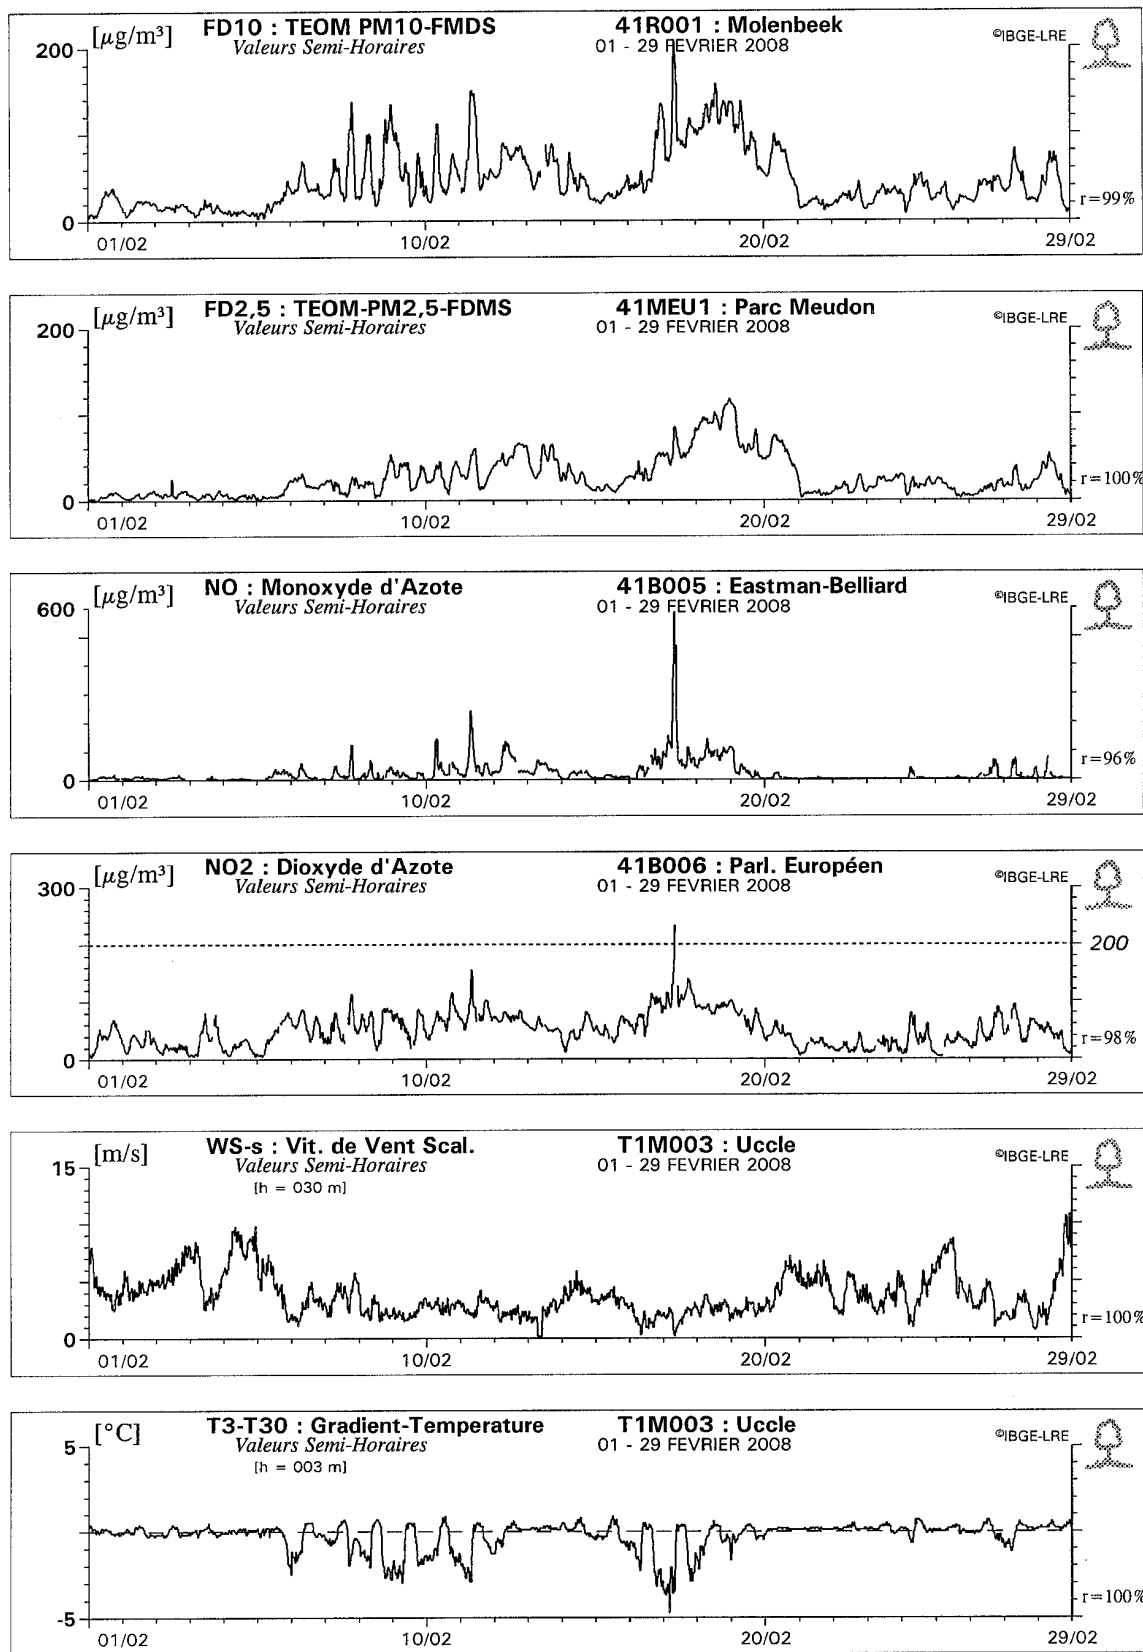 [µg/m³] FD10 : TEOM PM10-FMDS 41R001 : Molenbeek ©IBGE-LRE
200 Valeurs Semi-Horaires 01 - 29 FEVRIER 2008
r=99%
0
01/02 10/02 20/02 29/02
[µg/m³] FD2,5 : TEOM-PM2,5-FDMS 41MEU1 : Parc Meudon ©IBGE-LRE
200 Valeurs Semi-Horaires 01 - 29 FEVRIER 2008
r=100%
0
01/02 10/02 20/02 29/02
[µg/m³] NO : Monoxyde d'Azote 41B005 : Eastman-Belliard ©IBGE-LRE
600 Valeurs Semi-Horaires 01 - 29 FEVRIER 2008
r=96%
0
01/02 10/02 20/02 29/02
[µg/m³] NO2 : Dioxyde d'Azote 41B006 : Parl. Européen ©IBGE-LRE
300 Valeurs Semi-Horaires 01 - 29 FEVRIER 2008
200
r=98%
0
01/02 10/02 20/02 29/02
[m/s] WS-s : Vit. de Vent Scal. T1M003 : Uccle ©IBGE-LRE
15 Valeurs Semi-Horaires 01 - 29 FEVRIER 2008
[h = 030 m]
r=100%
0
01/02 10/02 20/02 29/02
[°C] T3-T30 : Gradient-Temperature T1M003 : Uccle ©IBGE-LRE
5 Valeurs Semi-Horaires 01 - 29 FEVRIER 2008
[h = 003 m]
r=100%
-5
01/02 10/02 20/02 29/02